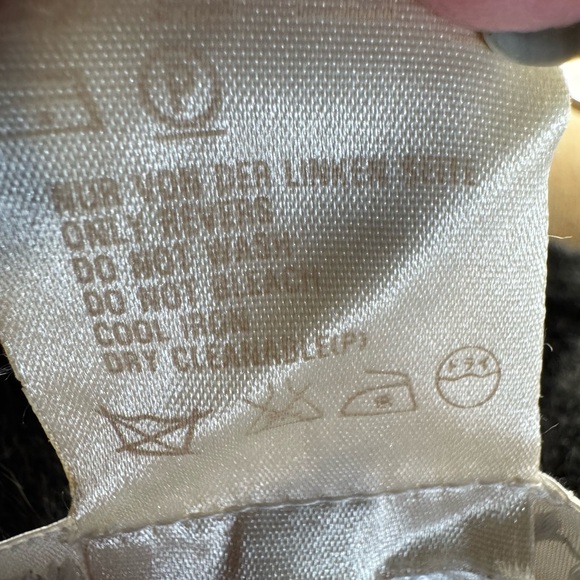 P
NUR VON DER LINKEN SEITE
ONLY REVERS
DO NOT WASH
DO NOT BLEACH
COOL IRON
DRY CLEANABLE(P)